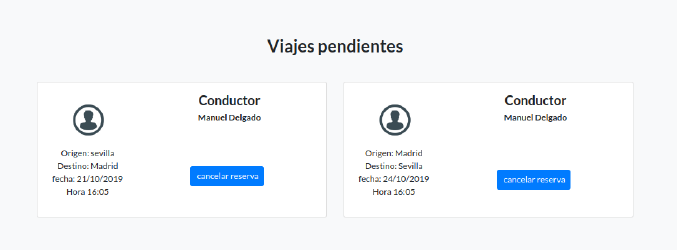 Viajes pendientes
Conductor
Manuel Delgado
Origen: sevilla
Destino: Madrid
fecha: 21/10/2019
Hora 16:05
cancelar reserva
Conductor
Manuel Delgado
Origen: Madrid
Destino: Sevilla
fecha: 24/10/2019
Hora 16:05
cancelar reserva